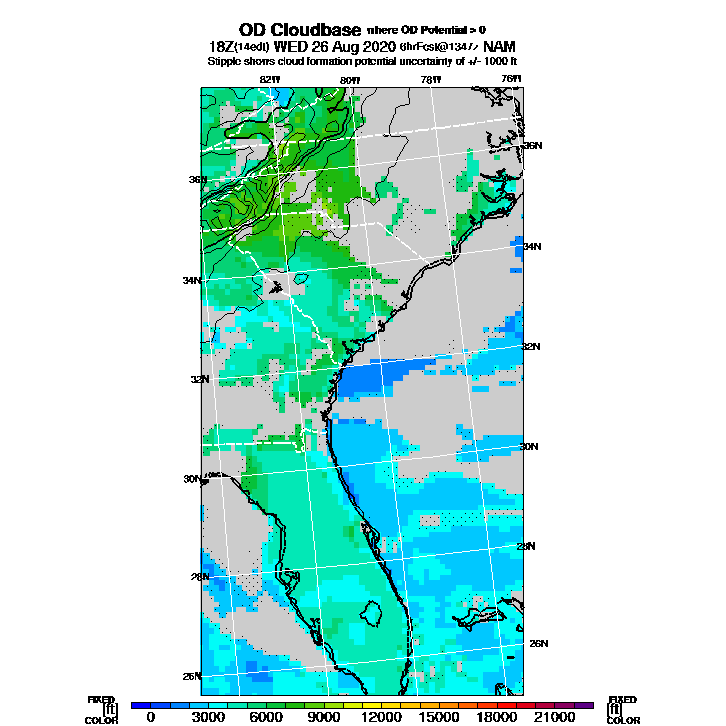 OD Cloudbase where OD Potential > 0
18Z(14edt) WED 26 Aug 2020 6hrFcst@1347z NAM
Stipple shows cloud formation potential uncertainty of +/- 1000 ft
82W 80W 78W 76W
36N
36N
34N
34N
32N
32N
30N
30N
28N
28N
26N
26N
FIXED FIXED
[ft] [ft]
COLOR COLOR
0 3000 6000 9000 12000 15000 18000 21000